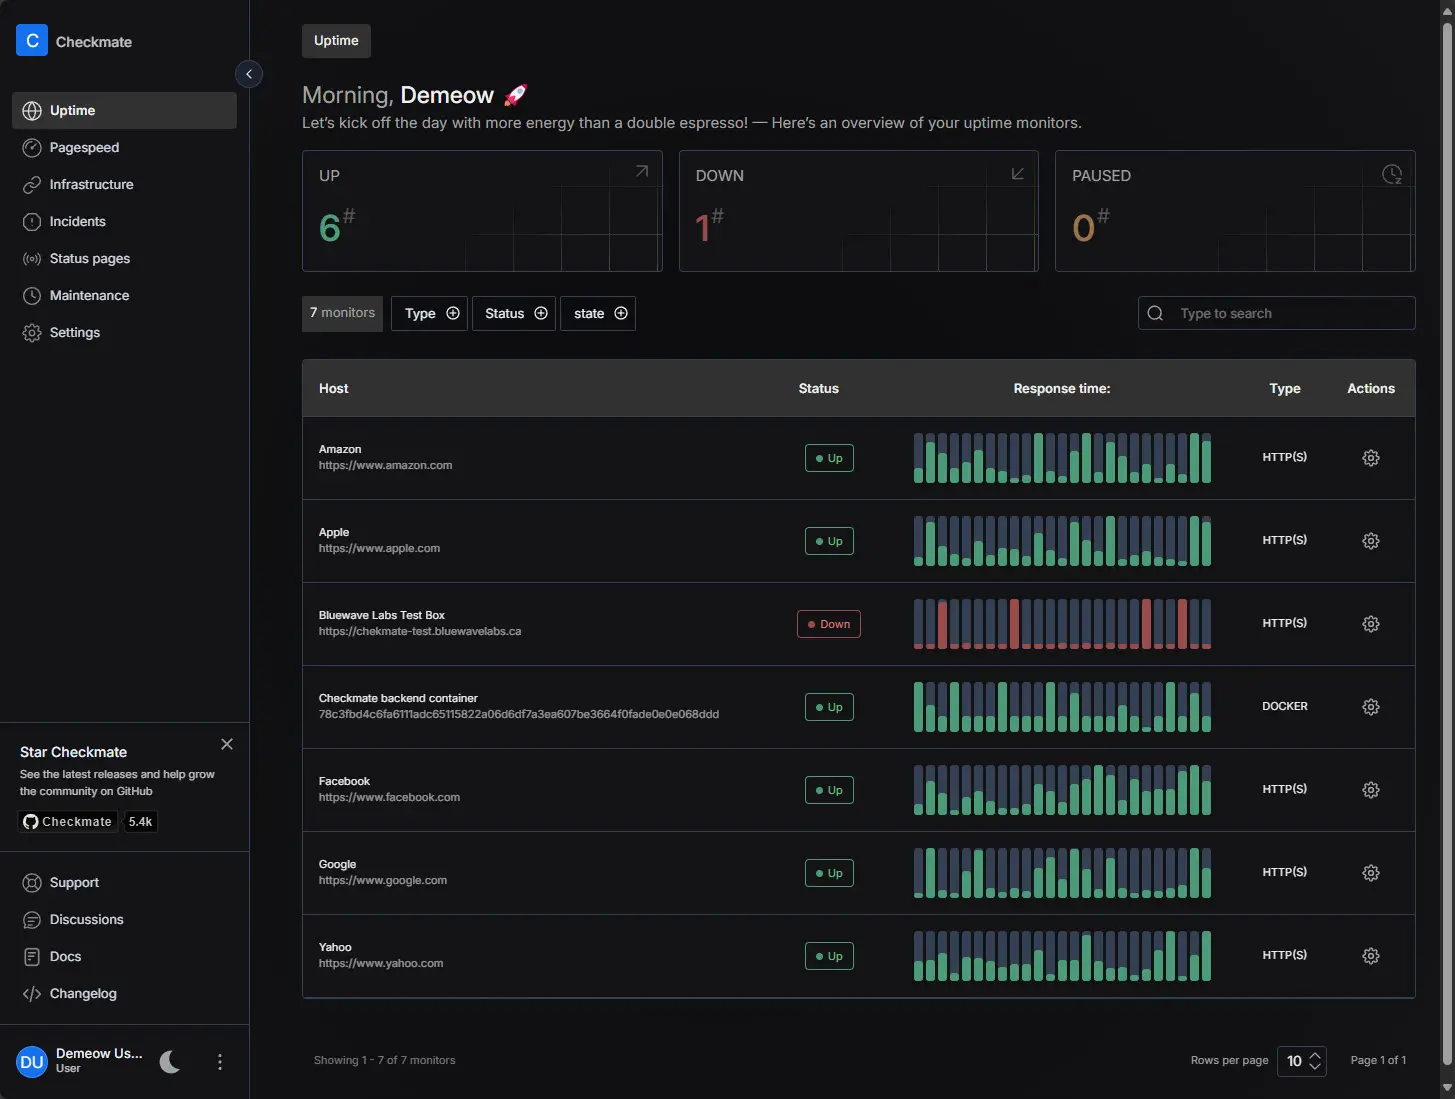 C Checkmate
Uptime
Pagespeed
Infrastructure
Incidents
Status pages
Maintenance
Settings
Star Checkmate
See the latest releases and help grow
the community on GitHub
Checkmate 5.4k
Support
Discussions
Docs
Changelog
DU Demeow Us...
User
Uptime
Morning, Demeow 🚀
Let's kick off the day with more energy than a double espresso! — Here's an overview of your uptime monitors.
UP
6#
DOWN
1#
PAUSED
0#
7 monitors Type Status state Type to search
Host Status Response time: Type Actions
Amazon
https://www.amazon.com
Up HTTP(S)
Apple
https://www.apple.com
Up HTTP(S)
Bluewave Labs Test Box
https://chekmate-test.bluewavelabs.ca
Down HTTP(S)
Checkmate backend container
78c3fbd4c6fa6111adc65115822a06d6df7a3ea607be3664f0fade0e0e068ddd
Up DOCKER
Facebook
https://www.facebook.com
Up HTTP(S)
Google
https://www.google.com
Up HTTP(S)
Yahoo
https://www.yahoo.com
Up HTTP(S)
Showing 1 - 7 of 7 monitors Rows per page 10 Page 1 of 1